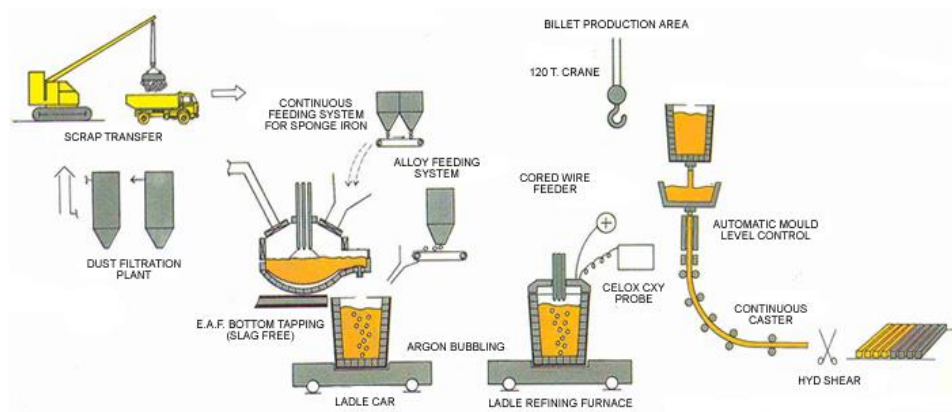 BILLET PRODUCTION AREA
120 T. CRANE
SCRAP TRANSFER
CONTINUOUS
FEEDING SYSTEM
FOR SPONGE IRON
ALLOY FEEDING
SYSTEM
CORED WIRE
FEEDER
AUTOMATIC MOULD
LEVEL CONTROL
DUST FILTRATION
PLANT
CELOX CXY
PROBE
E.A.F. BOTTOM TAPPING
(SLAG FREE)
CONTINUOUS
CASTER
ARGON BUBBLING
HYD SHEAR
LADLE CAR
LADLE REFINING FURNACE